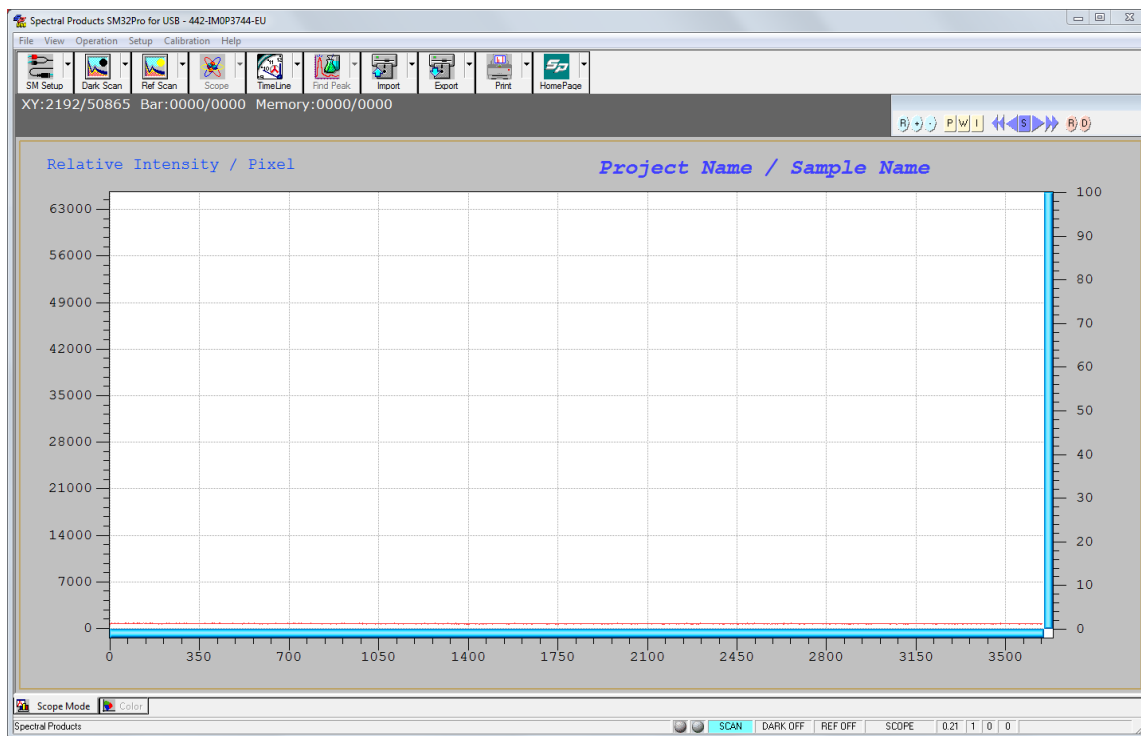 Spectral Products SM32Pro for USB - 442-IM0P3744-EU
File View Operation Setup Calibration Help
SM Setup Dark Scan Ref Scan Scope TimeLine Find Peak Import Export Print HomePage
XY:2192/50865 Bar:0000/0000 Memory:0000/0000
R) +) -) P W I S R) D)
Relative Intensity / Pixel
Project Name / Sample Name
63000
56000
49000
42000
35000
28000
21000
14000
7000
0
100
90
80
70
60
50
40
30
20
10
0
0 350 700 1050 1400 1750 2100 2450 2800 3150 3500
Scope Mode Color
Spectral Products SCAN DARK OFF REF OFF SCOPE 0.21 1 0 0